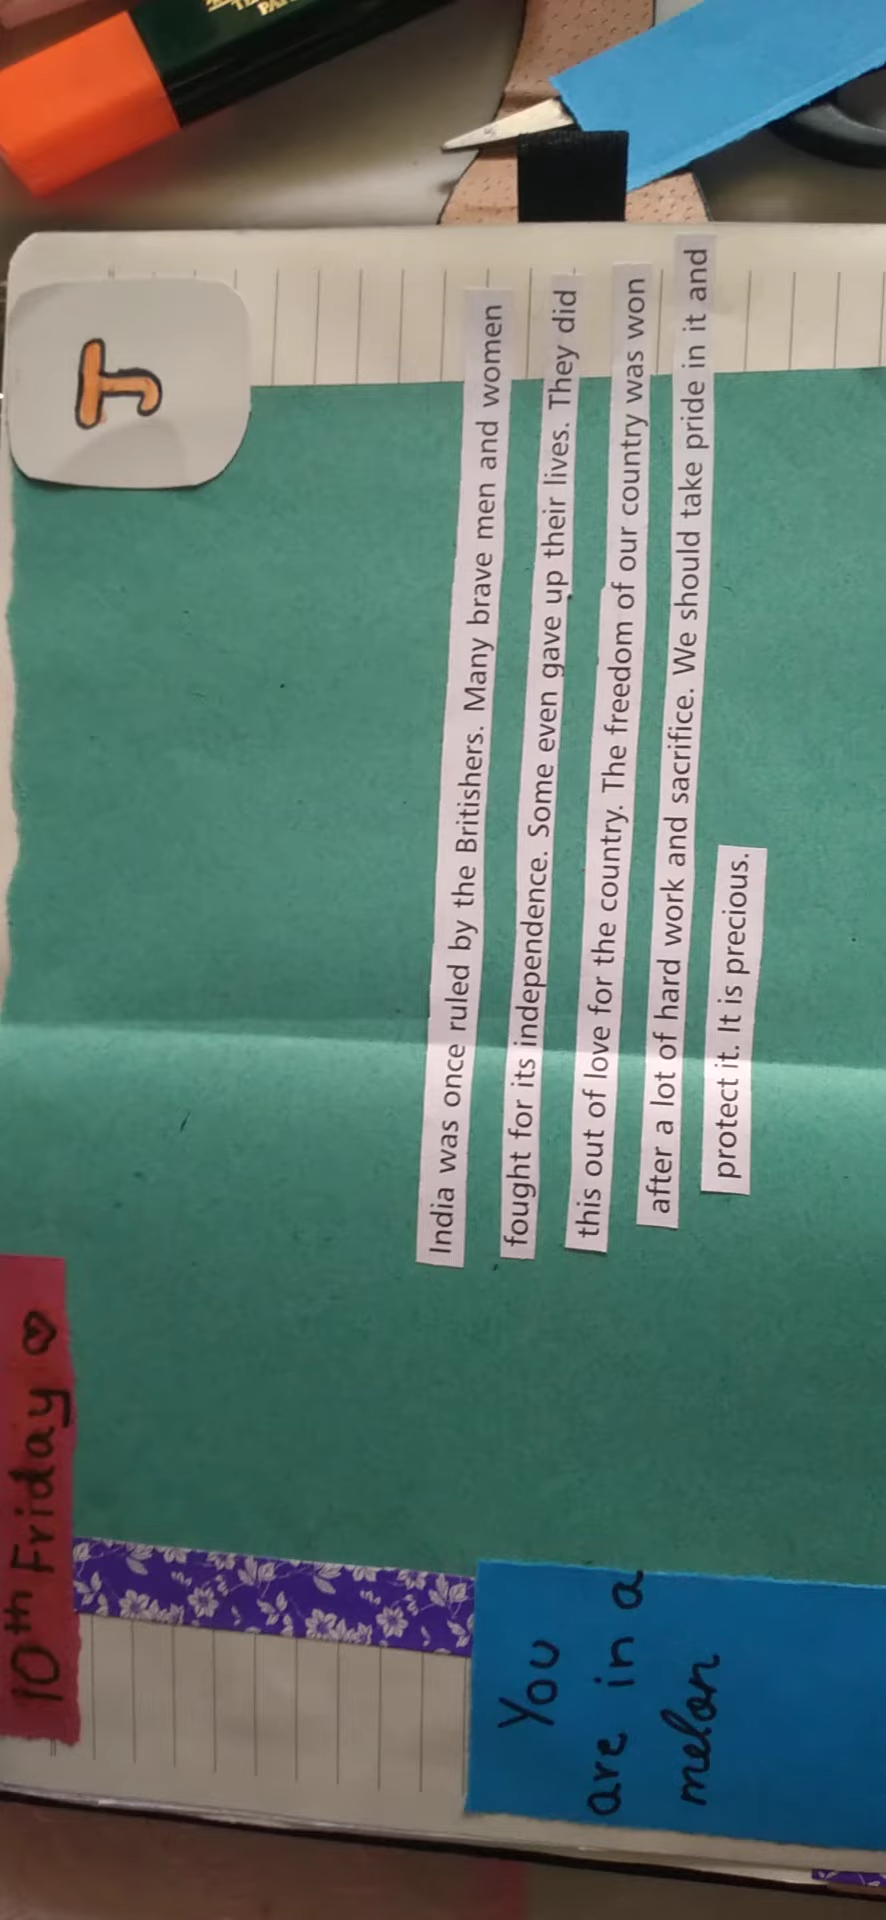 10th Friday ♡
J
India was once ruled by the Britishers. Many brave men and women
fought for its independence. Some even gave up their lives. They did
this out of love for the country. The freedom of our country was won
after a lot of hard work and sacrifice. We should take pride in it and
protect it. It is precious.
You
are in a
melon